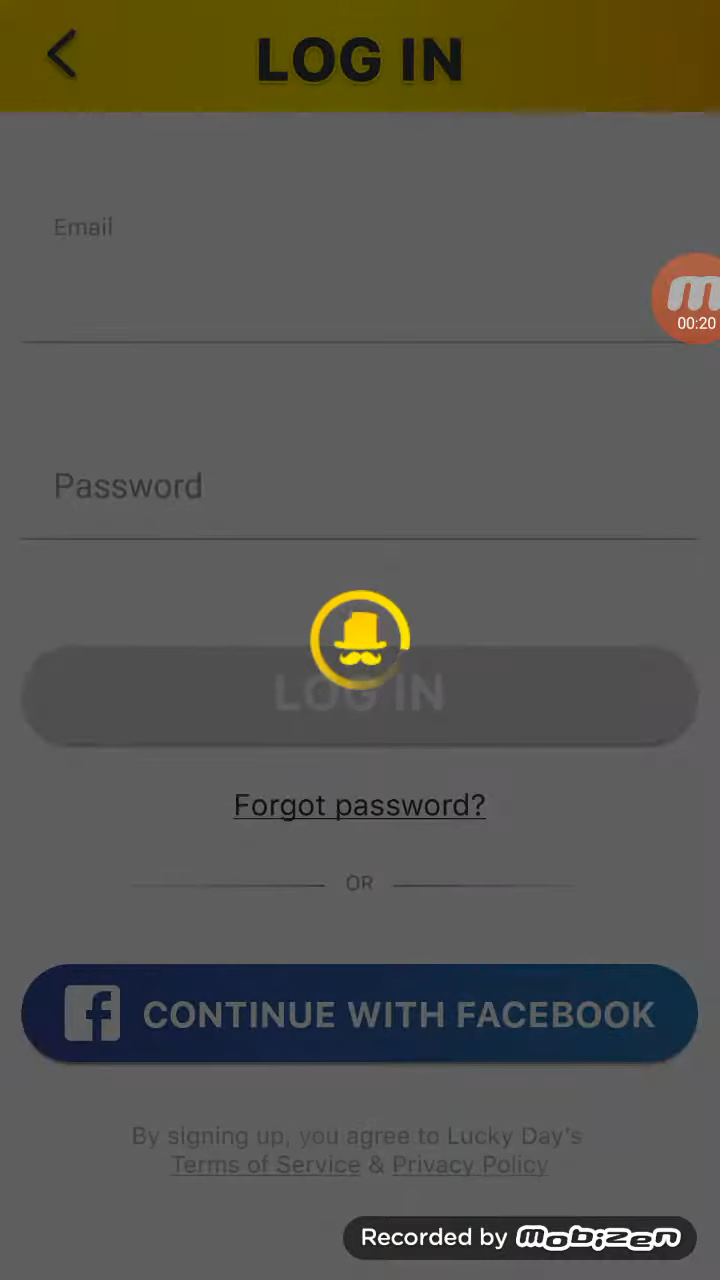 LOG IN
Email
00:20
Password
LOG IN
Forgot password?
OR
CONTINUE WITH FACEBOOK
By signing up, you agree to Lucky Day's
Terms of Service & Privacy Policy
Recorded by mobizen